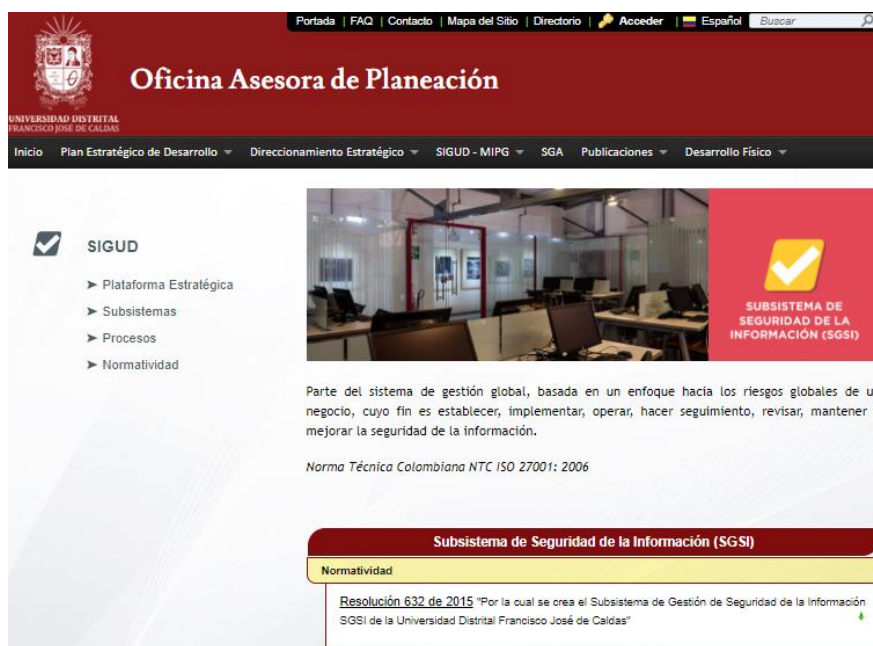 Portada | FAQ | Contacto | Mapa del Sitio | Directorio | Acceder | Español Buscar
Oficina Asesora de Planeación
UNIVERSIDAD DISTRITAL
FRANCISCO JOSÉ DE CALDAS
Inicio Plan Estratégico de Desarrollo Direccionamiento Estratégico SIGUD - MIPG SGA Publicaciones Desarrollo Físico
SIGUD
➤ Plataforma Estratégica
➤ Subsistemas
➤ Procesos
➤ Normatividad
SUBSISTEMA DE
SEGURIDAD DE LA
INFORMACIÓN (SGSI)
Parte del sistema de gestión global, basada en un enfoque hacia los riesgos globales de u
negocio, cuyo fin es establecer, implementar, operar, hacer seguimiento, revisar, mantener
mejorar la seguridad de la información.
Norma Técnica Colombiana NTC ISO 27001: 2006
Subsistema de Seguridad de la Información (SGSI)
Normatividad
Resolución 632 de 2015 "Por la cual se crea el Subsistema de Gestión de Seguridad de la Información
SGSI de la Universidad Distrital Francisco José de Caldas"